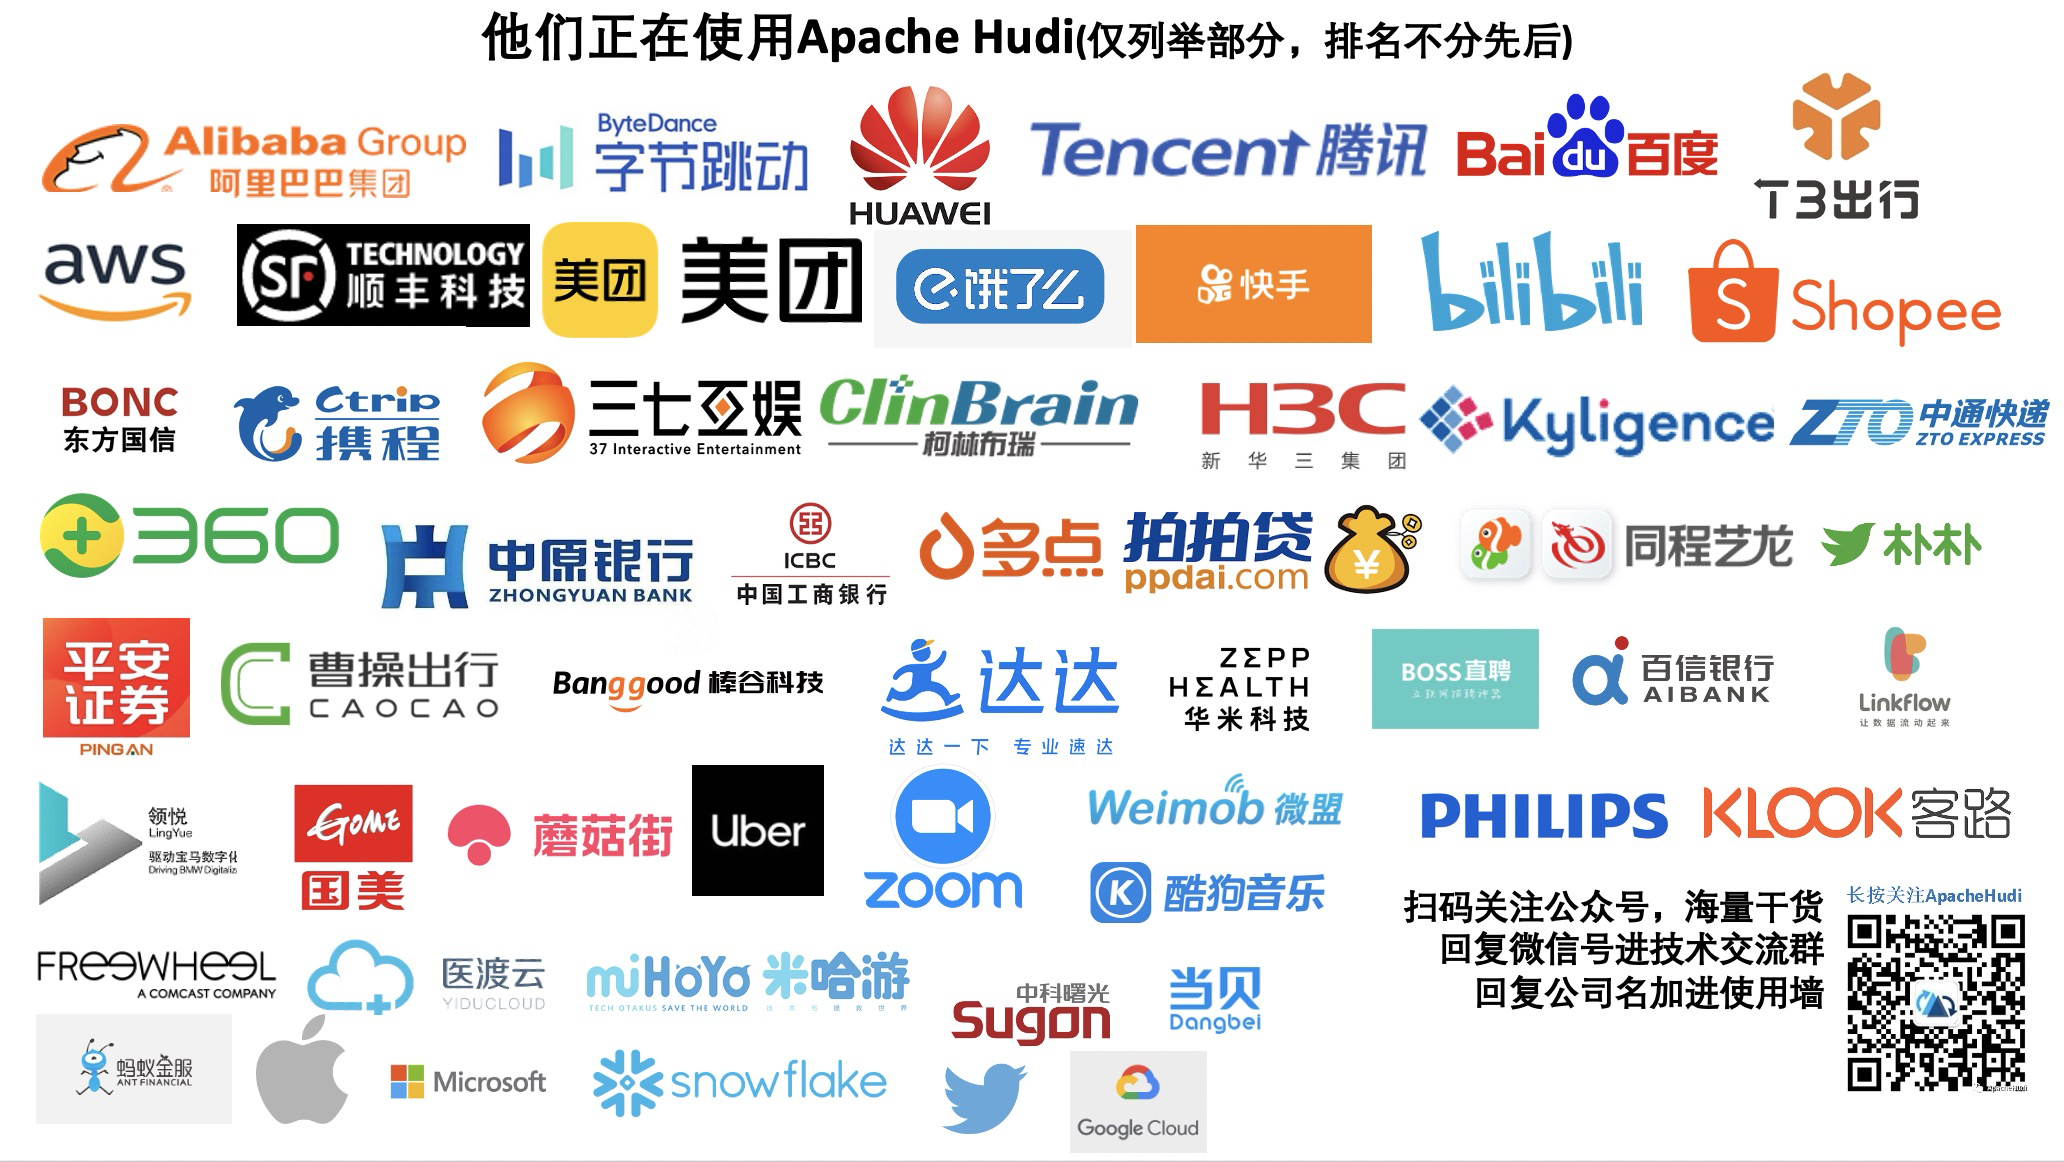 他们正在使用Apache Hudi(仅列举部分，排名不分先后)
Alibaba Group
阿里巴巴集团
ByteDance
字节跳动
HUAWEI
Tencent 腾讯
Bai du 百度
T3出行
aws
SF TECHNOLOGY
顺丰科技
美团
美团
e 饿了么
快手
bilibili
S Shopee
BONC
东方国信
Ctrip
携程
三七互娱
37 Interactive Entertainment
ClinBrain
柯林布瑞
H3C
新华三集团
Kyligence
ZTO 中通快递
ZTO EXPRESS
360
中原银行
ZHONGYUAN BANK
ICBC
中国工商银行
多点
拍拍贷
ppdai.com
¥
同程艺龙
朴朴
平安
证券
PINGAN
曹操出行
CAOCAO
Banggood 棒谷科技
达达
达达一下 专业速达
ZΣPP
HΣALTH
华米科技
BOSS直聘
互联网招聘神器
百信银行
AIBANK
Linkflow
让数据流动起来
领悦
LingYue
驱动宝马数字化
Driving BMW Digitaliz
GOME
国美
蘑菇街
Uber
zoom
Weimob 微盟
K 酷狗音乐
PHILIPS
KLOOK 客路
扫码关注公众号，海量干货
回复微信号进技术交流群
回复公司名加进使用墙
长按关注ApacheHudi
FREEWHEEL
A COMCAST COMPANY
医渡云
YIDUCLOUD
miHoYo 米哈游
TECH OTAKUS SAVE THE WORLD
中科曙光
Sugon
当贝
Dangbei
蚂蚁金服
ANT FINANCIAL
Microsoft
snowflake
Google Cloud